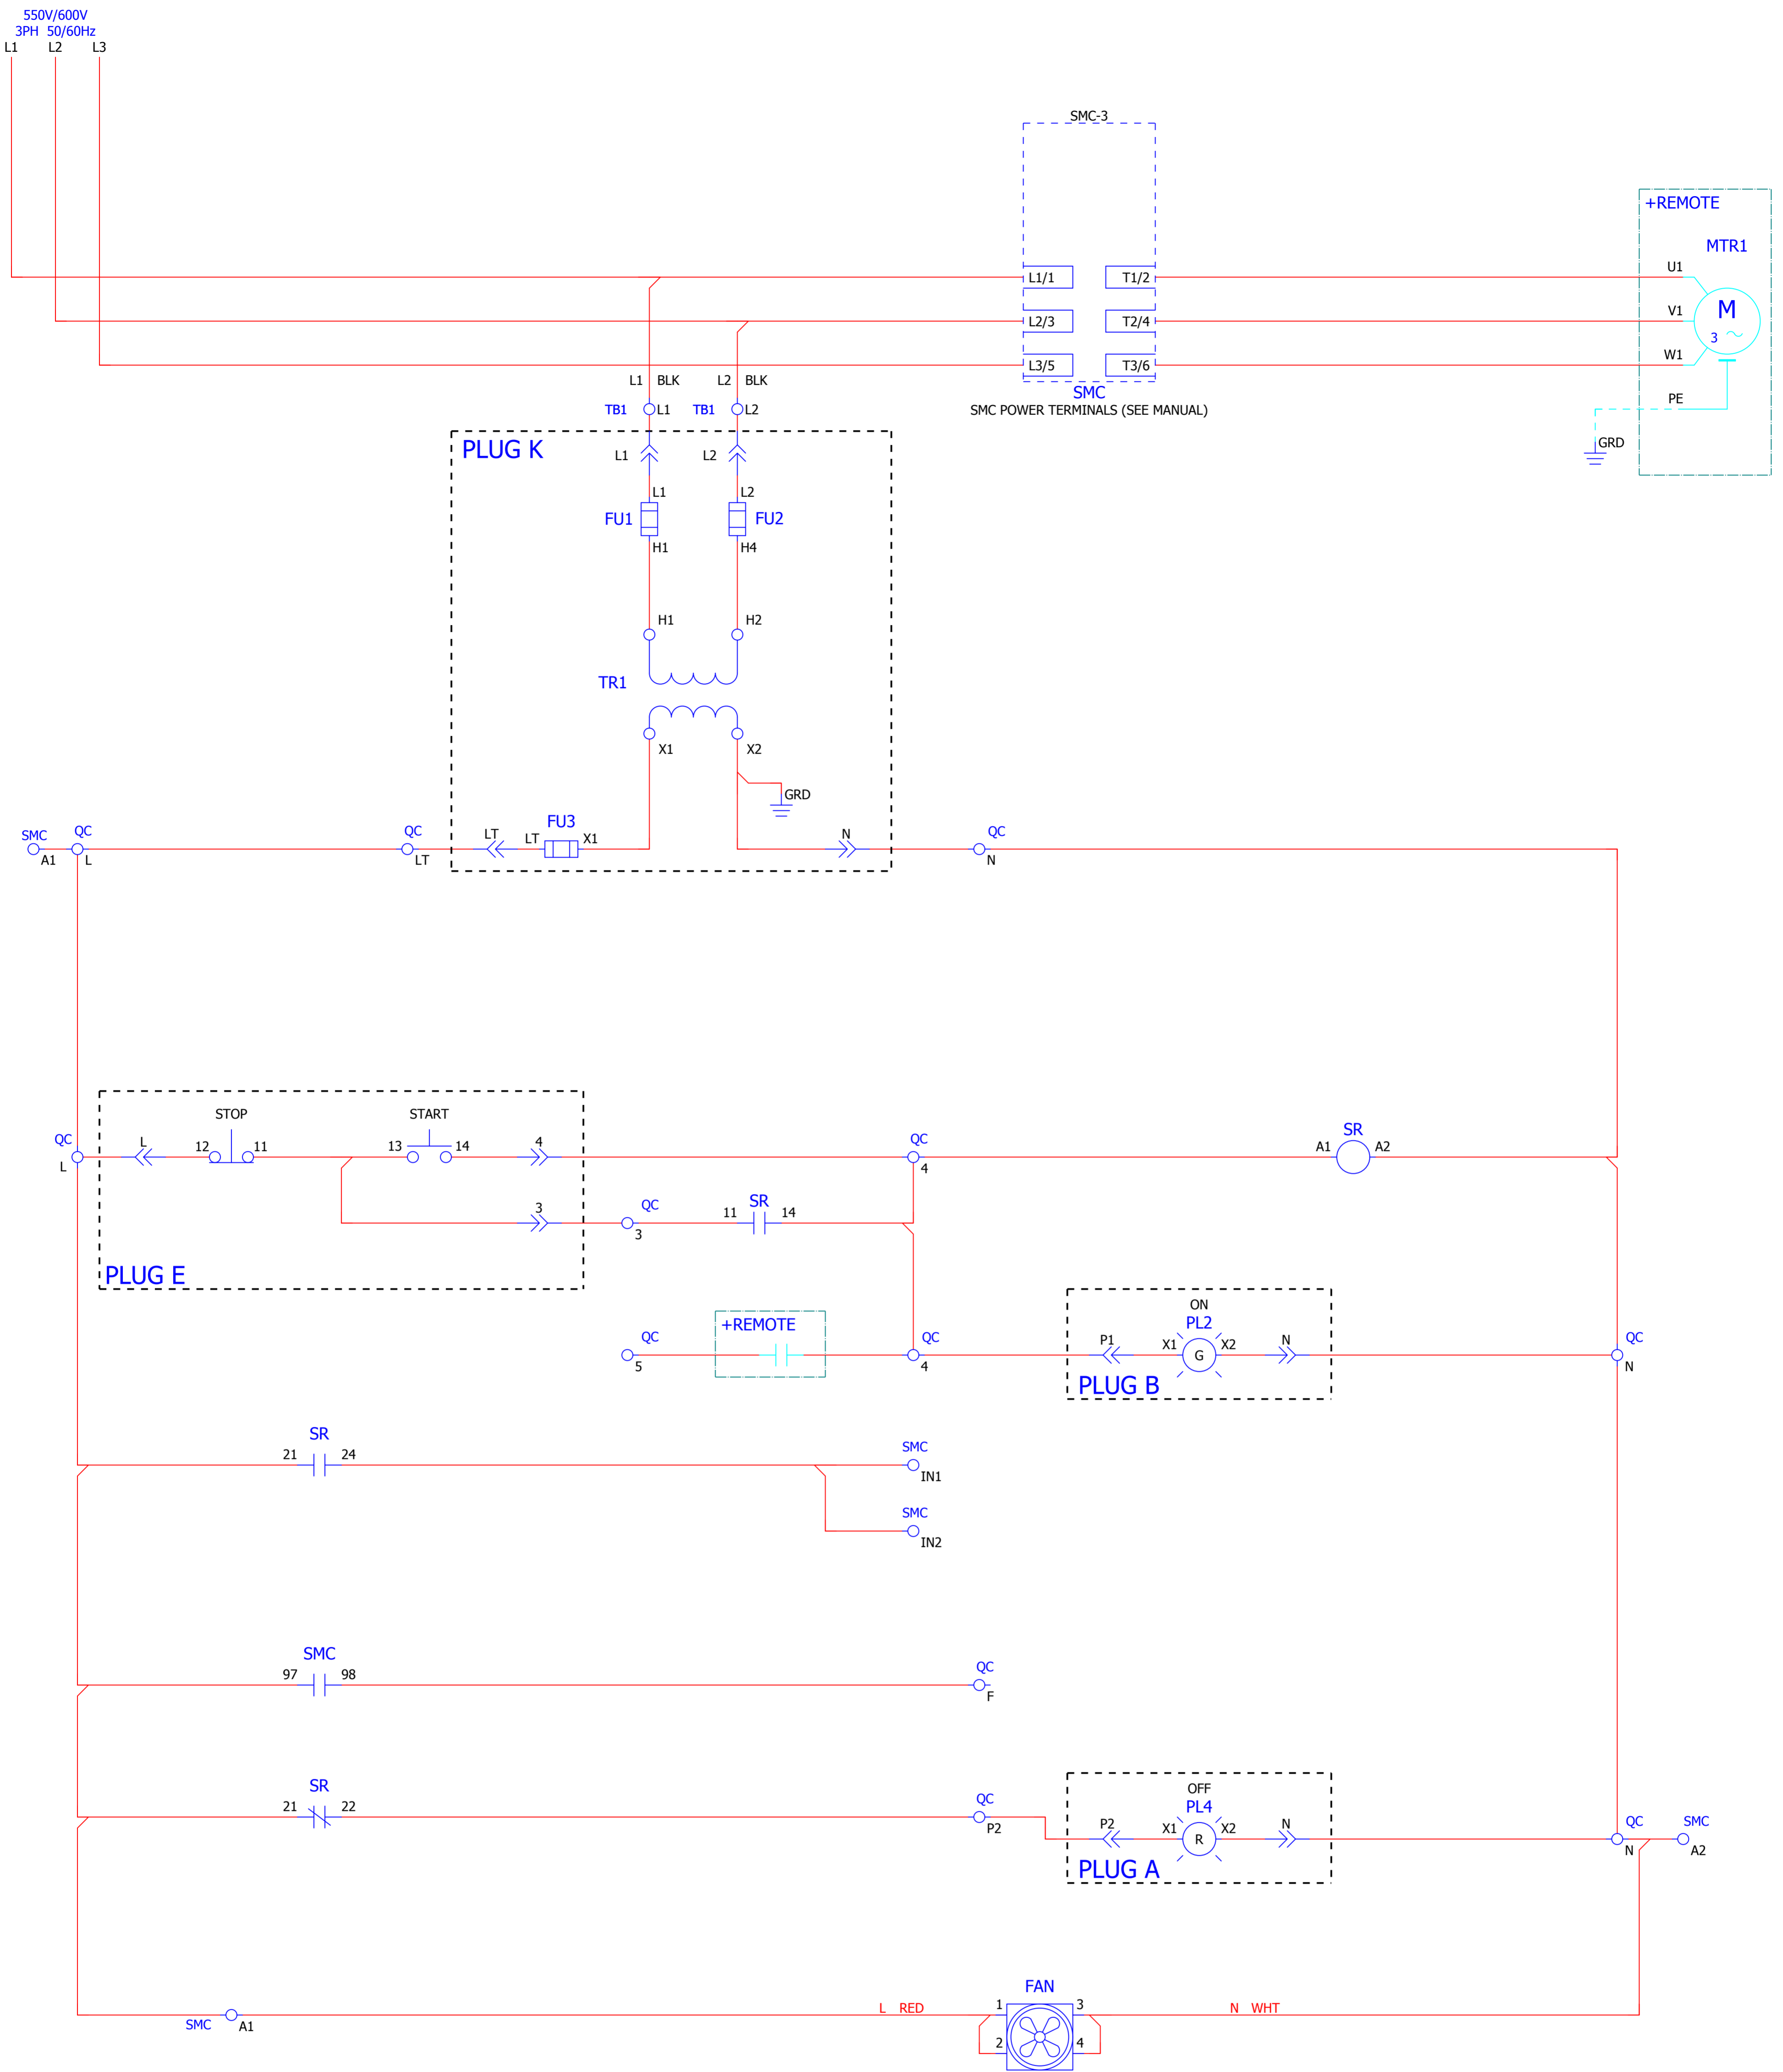 550V/600V
3PH 50/60Hz
L1 L2 L3
SMC-3
+REMOTE
MTR1
L1/1 T1/2 U1
L2/3 T2/4 V1
M
3
L3/5 T3/6 W1
L1 BLK L2 BLK
SMC
SMC POWER TERMINALS (SEE MANUAL)
PE
GRD
TB1 L1 TB1 L2
PLUG K
L1 L2
L1 L2
FU1 FU2
H1 H4
H1 H2
TR1
X1 X2
GRD
SMC QC QC LT LT FU3 X1 N QC
A1 L LT N
STOP START
QC L 12 11 13 14 4 QC A1 SR A2
L 4
3 QC 11 SR 14
3
PLUG E
+REMOTE
ON
PL2
QC QC P1 X1 G X2 N QC
5 4 N
PLUG B
SR
21 24 SMC
IN1
SMC
IN2
SMC
97 98 QC
F
SR
21 22 QC
P2
OFF
PL4
P2 X1 R X2 N QC SMC
N A2
PLUG A
FAN
SMC A1 L RED 1 3 N WHT
2 4